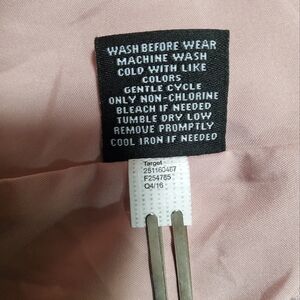 WASH BEFORE WEAR
MACHINE WASH
COLD WITH LIKE
COLORS
GENTLE CYCLE
ONLY NON-CHLORINE
BLEACH IF NEEDED
TUMBLE DRY LOW
REMOVE PROMPTLY
COOL IRON IF NEEDED
Target
251160467
F254785
Q4/16